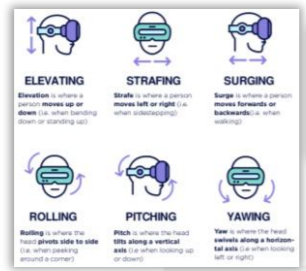 ELEVATING
Elevation is where a
person moves up or
down (i.e. when bending
down or standing up)
STRAFING
Strafe is where a person
moves left or right (i.e.
when sidestepping)
SURGING
Surge is where a person
moves forwards or
backwards(i.e. when
walking)
ROLLING
Rolling is where the
head pivots side to side
(i.e. when peeking
around a corner)
PITCHING
Pitch is where the head
tilts along a vertical
axis (i.e. when looking up
or down)
YAWING
Yaw is where the head
swivels along a horizon-
tal axis (i.e. when looking
left or right)